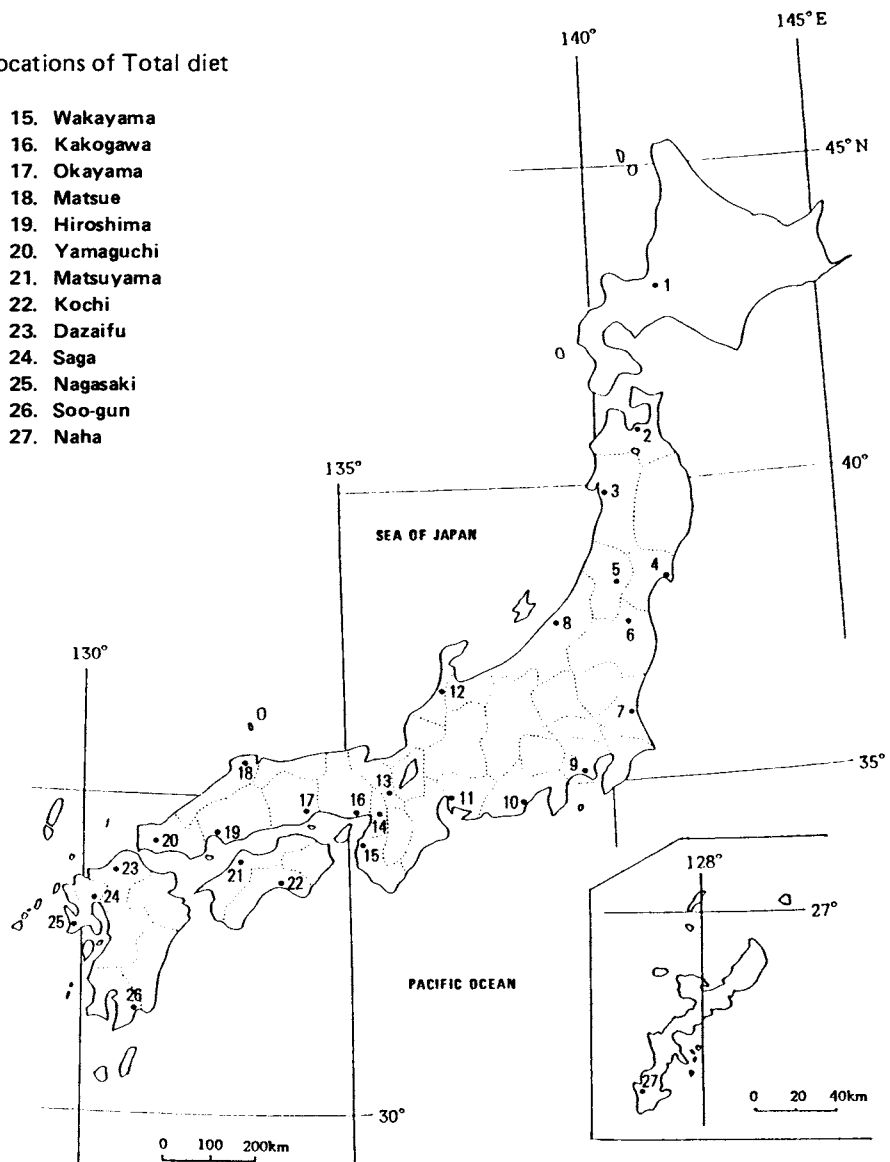 ocations of Total diet
15. Wakayama
16. Kakogawa
17. Okayama
18. Matsue
19. Hiroshima
20. Yamaguchi
21. Matsuyama
22. Kochi
23. Dazaifu
24. Saga
25. Nagasaki
26. Soo-gun
27. Naha
145° E
140°
45° N
1
2
40°
135°
3
SEA OF JAPAN
5
4
8
6
130°
12
7
35°
18
9
13
17
16
11
10
14
20
19
15
23
21
22
24
25
128°
27°
PACIFIC OCEAN
26
27
0 20 40km
30°
0 100 200km